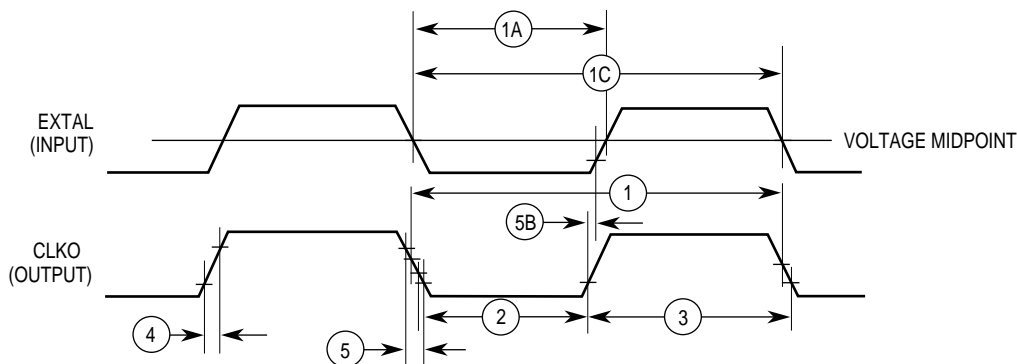 1A
1C
EXTAL
(INPUT)
VOLTAGE MIDPOINT
1
5B
CLKO
(OUTPUT)
2
3
4
5